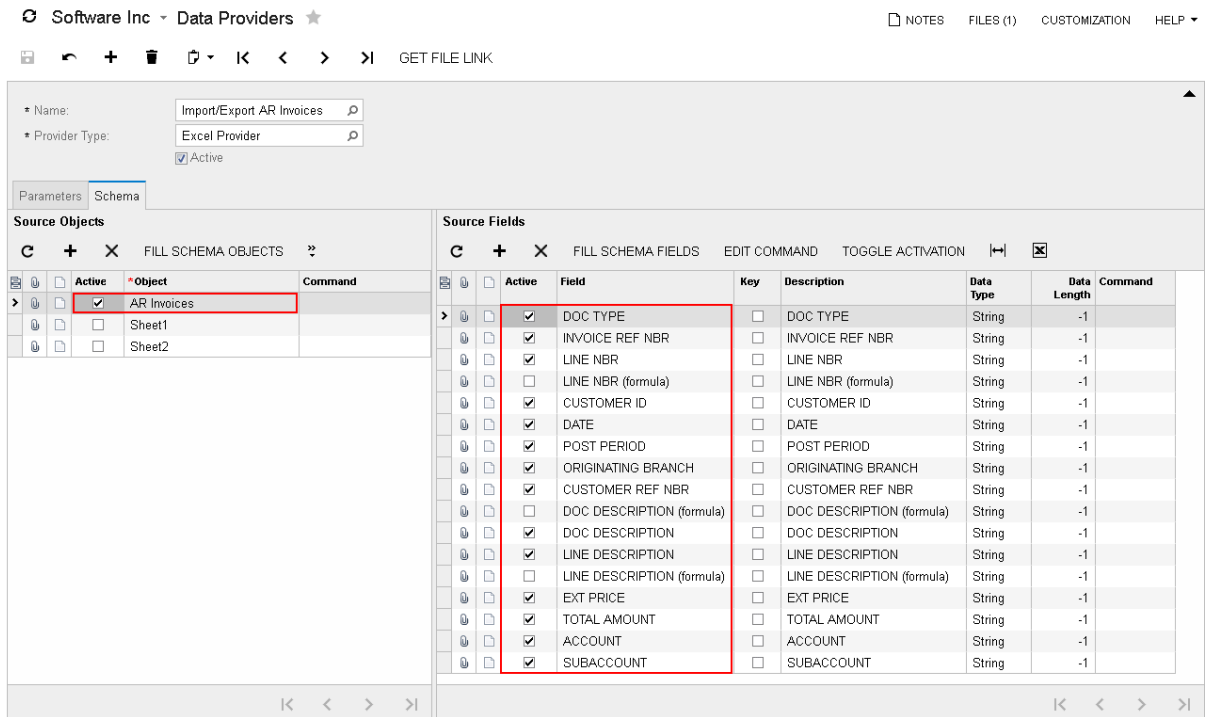 Software Inc Data Providers NOTES FILES (1) CUSTOMIZATION HELP
GET FILE LINK
* Name: Import/Export AR Invoices
* Provider Type: Excel Provider
Active
Parameters Schema
Source Objects Source Fields
FILL SCHEMA OBJECTS FILL SCHEMA FIELDS EDIT COMMAND TOGGLE ACTIVATION
Active *Object Command Active Field Key Description Data Type Data Length Command
AR Invoices DOC TYPE DOC TYPE String -1
Sheet1 INVOICE REF NBR INVOICE REF NBR String -1
Sheet2 LINE NBR LINE NBR String -1
LINE NBR (formula) LINE NBR (formula) String -1
CUSTOMER ID CUSTOMER ID String -1
DATE DATE String -1
POST PERIOD POST PERIOD String -1
ORIGINATING BRANCH ORIGINATING BRANCH String -1
CUSTOMER REF NBR CUSTOMER REF NBR String -1
DOC DESCRIPTION (formula) DOC DESCRIPTION (formula) String -1
DOC DESCRIPTION DOC DESCRIPTION String -1
LINE DESCRIPTION LINE DESCRIPTION String -1
LINE DESCRIPTION (formula) LINE DESCRIPTION (formula) String -1
EXT PRICE EXT PRICE String -1
TOTAL AMOUNT TOTAL AMOUNT String -1
ACCOUNT ACCOUNT String -1
SUBACCOUNT SUBACCOUNT String -1